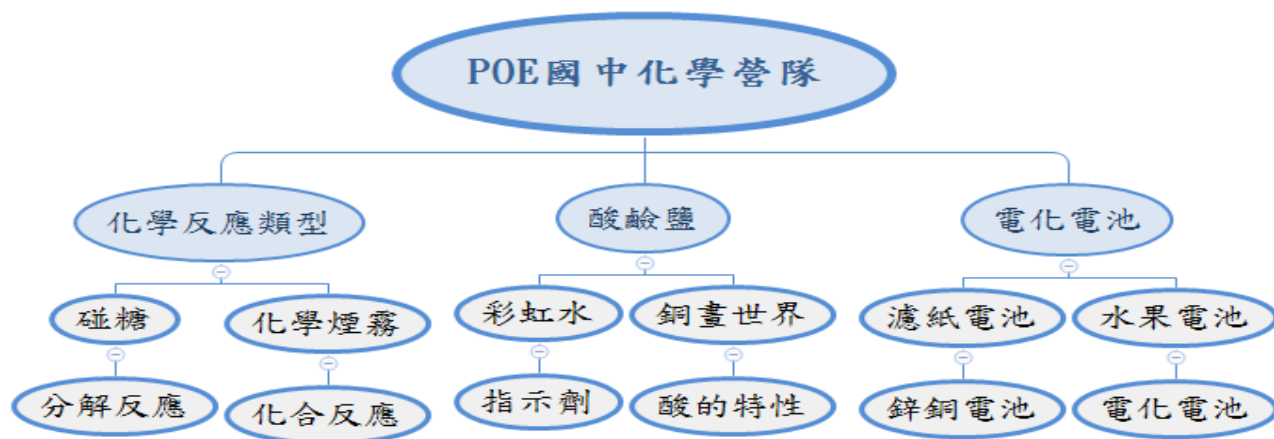 POE國中化學營隊
化學反應類型
酸鹼鹽
電化電池
碰糖
化學煙霧
彩虹水
銅畫世界
濾紙電池
水果電池
分解反應
化合反應
指示劑
酸的特性
鋅銅電池
電化電池